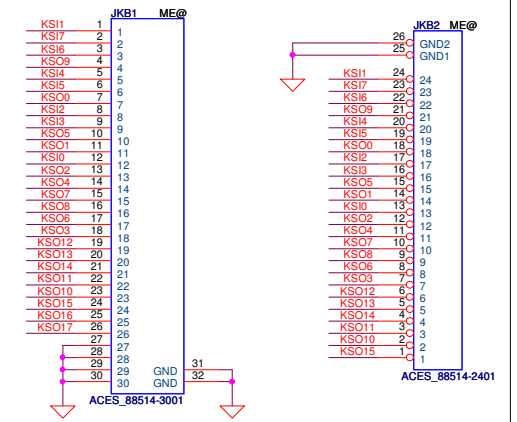 JKB1 ME@
KSI1 1 1
KSI7 2 2
KSI6 3 3
KSO9 4 4
KSI4 5 5
KSI5 6 6
KSO0 7 7
KSI2 8 8
KSI3 9 9
KSO5 10 10
KSO1 11 11
KSI0 12 12
KSO2 13 13
KSO4 14 14
KSO7 15 15
KSO8 16 16
KSO6 17 17
KSO3 18 18
KSO12 19 19
KSO13 20 20
KSO14 21 21
KSO11 22 22
KSO10 23 23
KSO15 24 24
KSO16 25 25
KSO17 26 26
27 27
28 28
29 29 GND 31
30 30 GND 32
ACES_88514-3001
JKB2 ME@
26 GND2
25 GND1
KSI1 24 24
KSI7 23 23
KSI6 22 22
KSO9 21 21
KSI4 20 20
KSI5 19 19
KSO0 18 18
KSI2 17 17
KSI3 16 16
KSO5 15 15
KSO1 14 14
KSI0 13 13
KSO2 12 12
KSO4 11 11
KSO7 10 10
KSO8 9 9
KSO6 8 8
KSO3 7 7
KSO12 6 6
KSO13 5 5
KSO14 4 4
KSO11 3 3
KSO10 2 2
KSO15 1 1
ACES_88514-2401